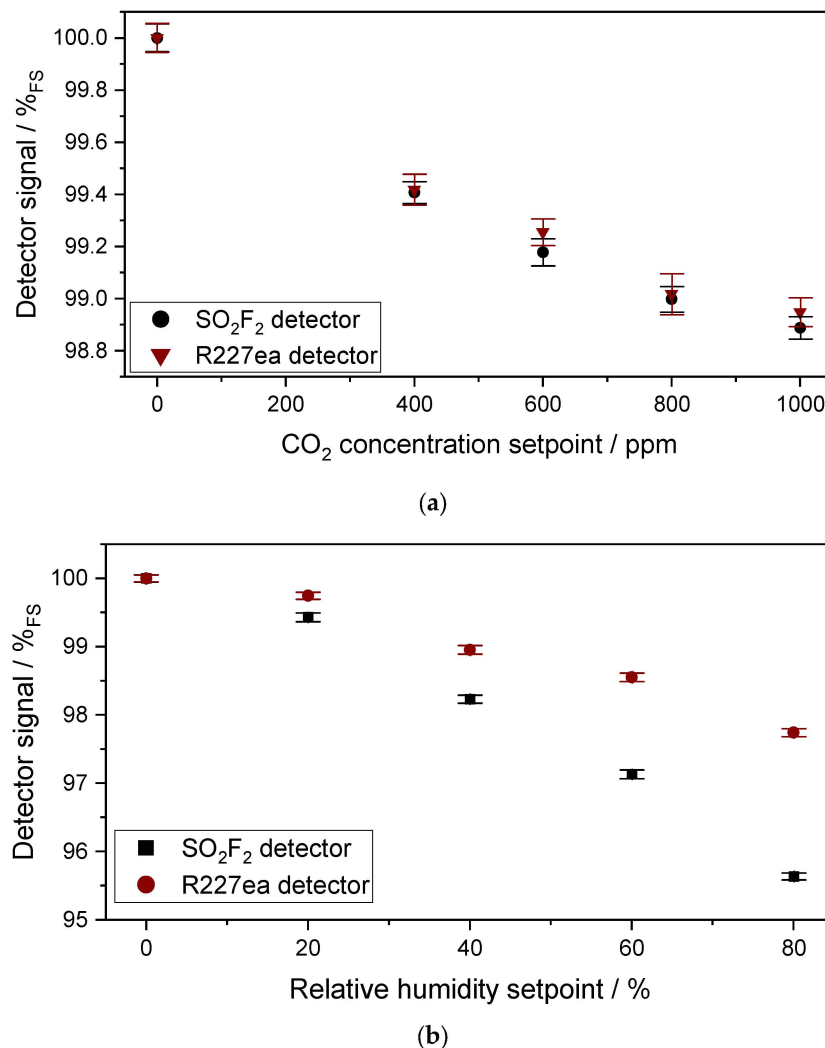 100.0
99.8
99.6
99.4
99.2
99.0
98.8
Detector signal / %FS
SO2F2 detector
R227ea detector
0 200 400 600 800 1000
CO2 concentration setpoint / ppm
(a)
100
99
98
97
96
95
Detector signal / %FS
SO2F2 detector
R227ea detector
0 20 40 60 80
Relative humidity setpoint / %
(b)